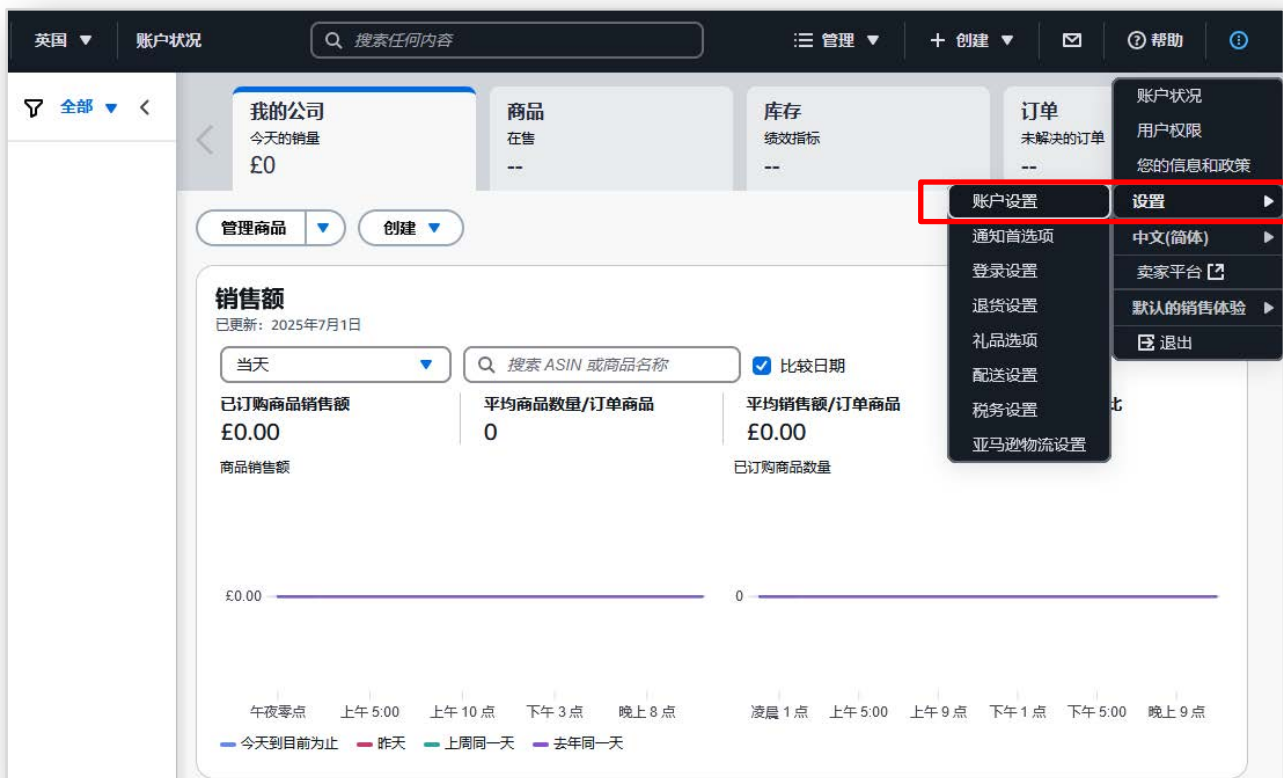 英国 ▼ 账户状况 搜索任何内容 管理 ▼ + 创建 ▼ 帮助
全部 ▼
我的公司
今天的销量
£0
商品
在售
--
库存
绩效指标
--
订单
未解决的订单
--
账户状况
用户权限
您的信息和政策
设置
中文(简体)
卖家平台
默认的销售体验
退出
账户设置
通知首选项
登录设置
退货设置
礼品选项
配送设置
税务设置
亚马逊物流设置
管理商品 ▼ 创建 ▼
销售额
已更新：2025年7月1日
当天 ▼ 搜索 ASIN 或商品名称 比较日期
已订购商品销售额
£0.00
平均商品数量/订单商品
0
平均销售额/订单商品
£0.00
比
商品销售额
已订购商品数量
£0.00
0
午夜零点 上午 5:00 上午 10 点 下午 3 点 晚上 8 点
凌晨 1 点 上午 5:00 上午 9 点 下午 1 点 下午 5:00 晚上 9 点
今天到目前为止 昨天 上周同一天 去年同一天